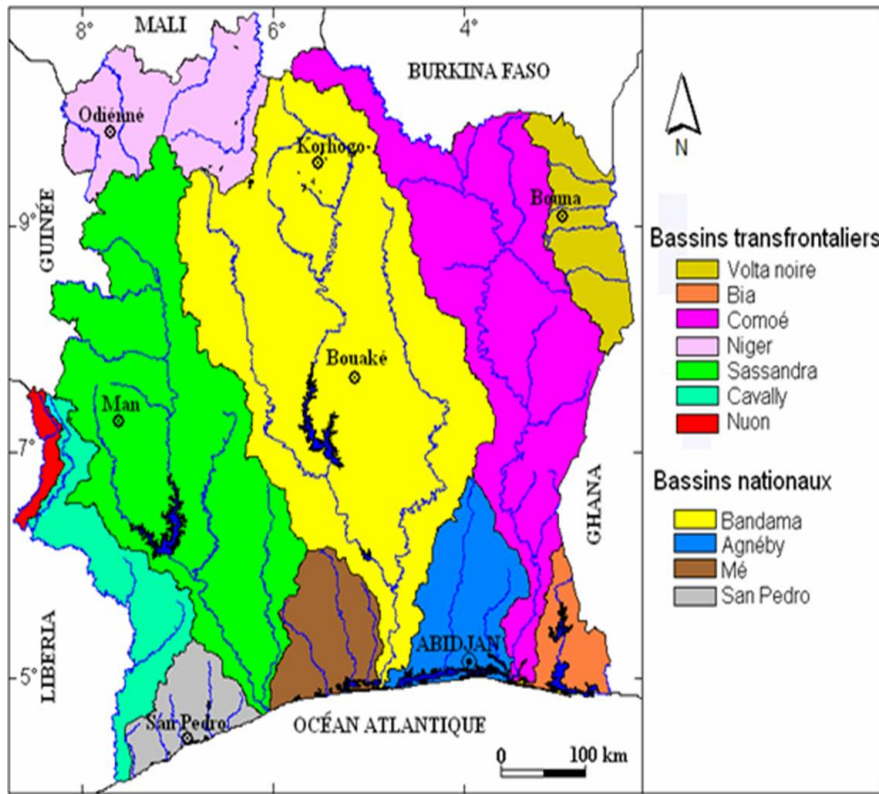 8° 6° 4°
MALI
BURKINA FASO
Odiénné
Korhogo
N
9°
Bouna
GUINÉE
Bouaké
Man
7°
GHANA
LIBERIA
ABIDJAN
5°
San Pedro
OCÉAN ATLANTIQUE
0 100 km
Bassins transfrontaliers
Volta noire
Bia
Comoé
Niger
Sassandra
Cavally
Nuon
Bassins nationaux
Bandama
Agnéby
Mé
San Pedro